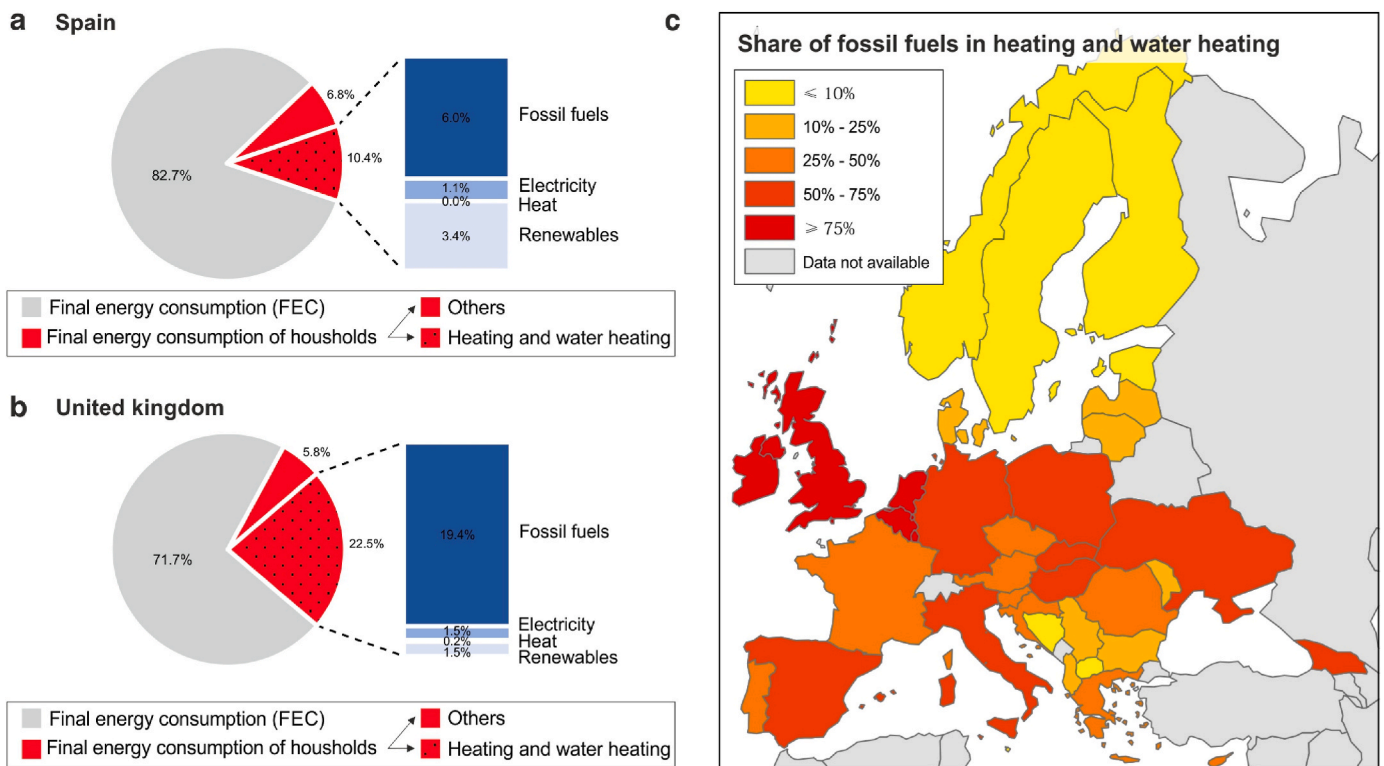 a Spain
6.8%
10.4%
82.7%
6.0%
Fossil fuels
1.1%
Electricity
0.0%
Heat
3.4%
Renewables
Final energy consumption (FEC)
Others
Final energy consumption of housholds
Heating and water heating
b United kingdom
5.8%
22.5%
71.7%
19.4%
Fossil fuels
1.5%
Electricity
0.2%
Heat
1.5%
Renewables
Final energy consumption (FEC)
Others
Final energy consumption of housholds
Heating and water heating
c
Share of fossil fuels in heating and water heating
⩽ 10%
10% - 25%
25% - 50%
50% - 75%
⩾ 75%
Data not available